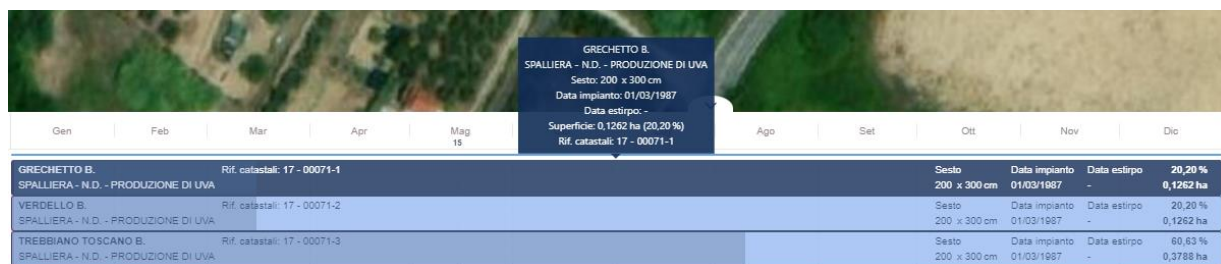 GRECHETTO B.
SPALLIERA - N.D. - PRODUZIONE DI UVA
Sesto: 200 x 300 cm
Data impianto: 01/03/1987
Data estirpo: -
Superficie: 0,1262 ha (20,20 %)
Rif. catastali: 17 - 00071-1
Gen Feb Mar Apr Mag Ago Set Ott Nov Dic
15
GRECHETTO B. Rif. catastali: 17 - 00071-1 Sesto Data impianto Data estirpo 20,20 %
SPALLIERA - N.D. - PRODUZIONE DI UVA 200 x 300 cm 01/03/1987 - 0,1262 ha
VERDELLO B. Rif. catastali: 17 - 00071-2 Sesto Data impianto Data estirpo 20,20 %
SPALLIERA - N.D. - PRODUZIONE DI UVA 200 x 300 cm 01/03/1987 - 0,1262 ha
TREBBIANO TOSCANO B. Rif. catastali: 17 - 00071-3 Sesto Data impianto Data estirpo 60,63 %
SPALLIERA - N.D. - PRODUZIONE DI UVA 200 x 300 cm 01/03/1987 - 0,3788 ha